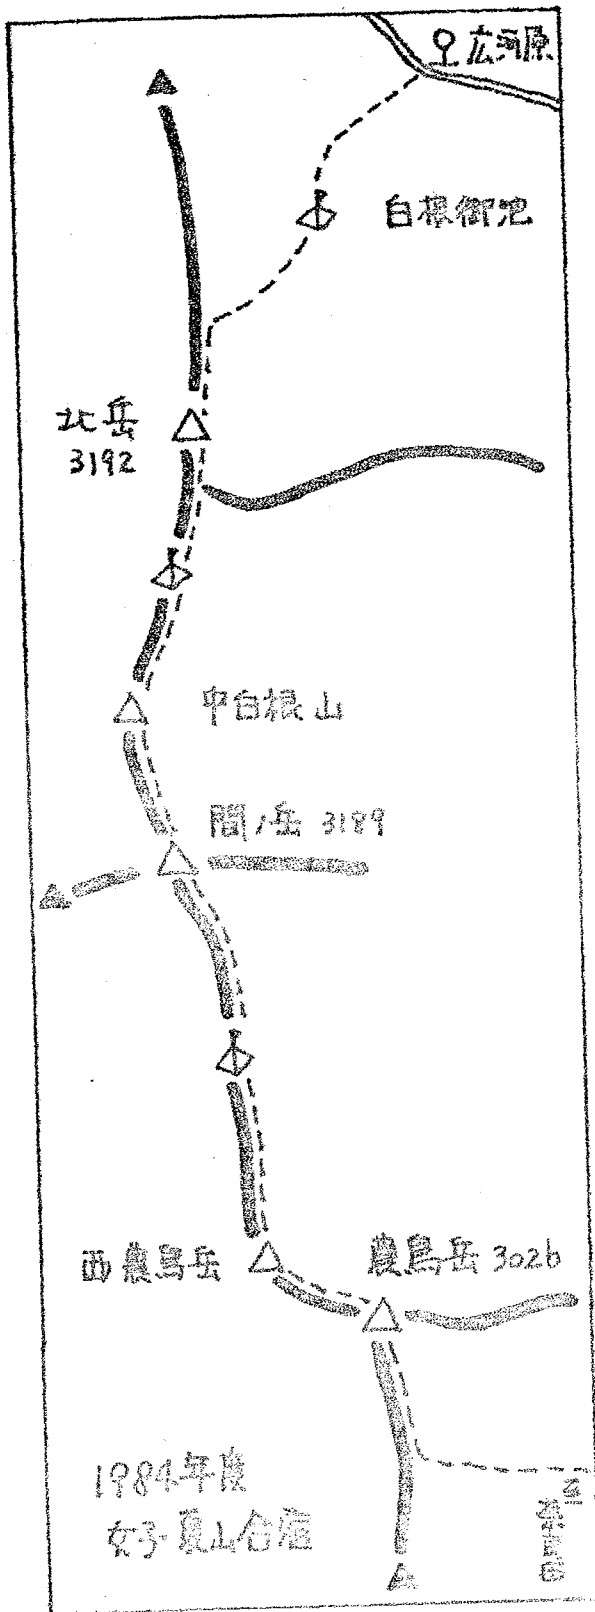 広河原
白根御池
北岳
3192
中白根山
間ノ岳 3189
西農鳥岳
農鳥岳 3026
1984年度
女子夏山合宿
至